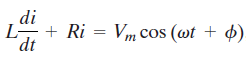 L di/dt + Ri = V_m cos (ωt + ϕ)